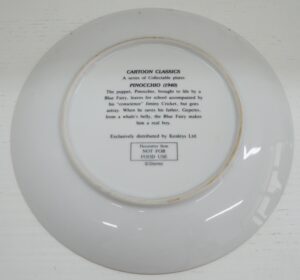 CARTOON CLASSICS
A series of Collectable plates
PINOCCHIO (1940)
The puppet, Pinocchio, brought to life by a
Blue Fairy, leaves for school accompanied by
his "conscience" Jiminy Cricket, but goes
astray. When he saves his father, Gepetto,
from a whale's belly, the Blue Fairy makes
him a real boy.
Exclusively distributed by Kenleys Ltd.
Decorative Item
NOT FOR
FOOD USE
©Disney